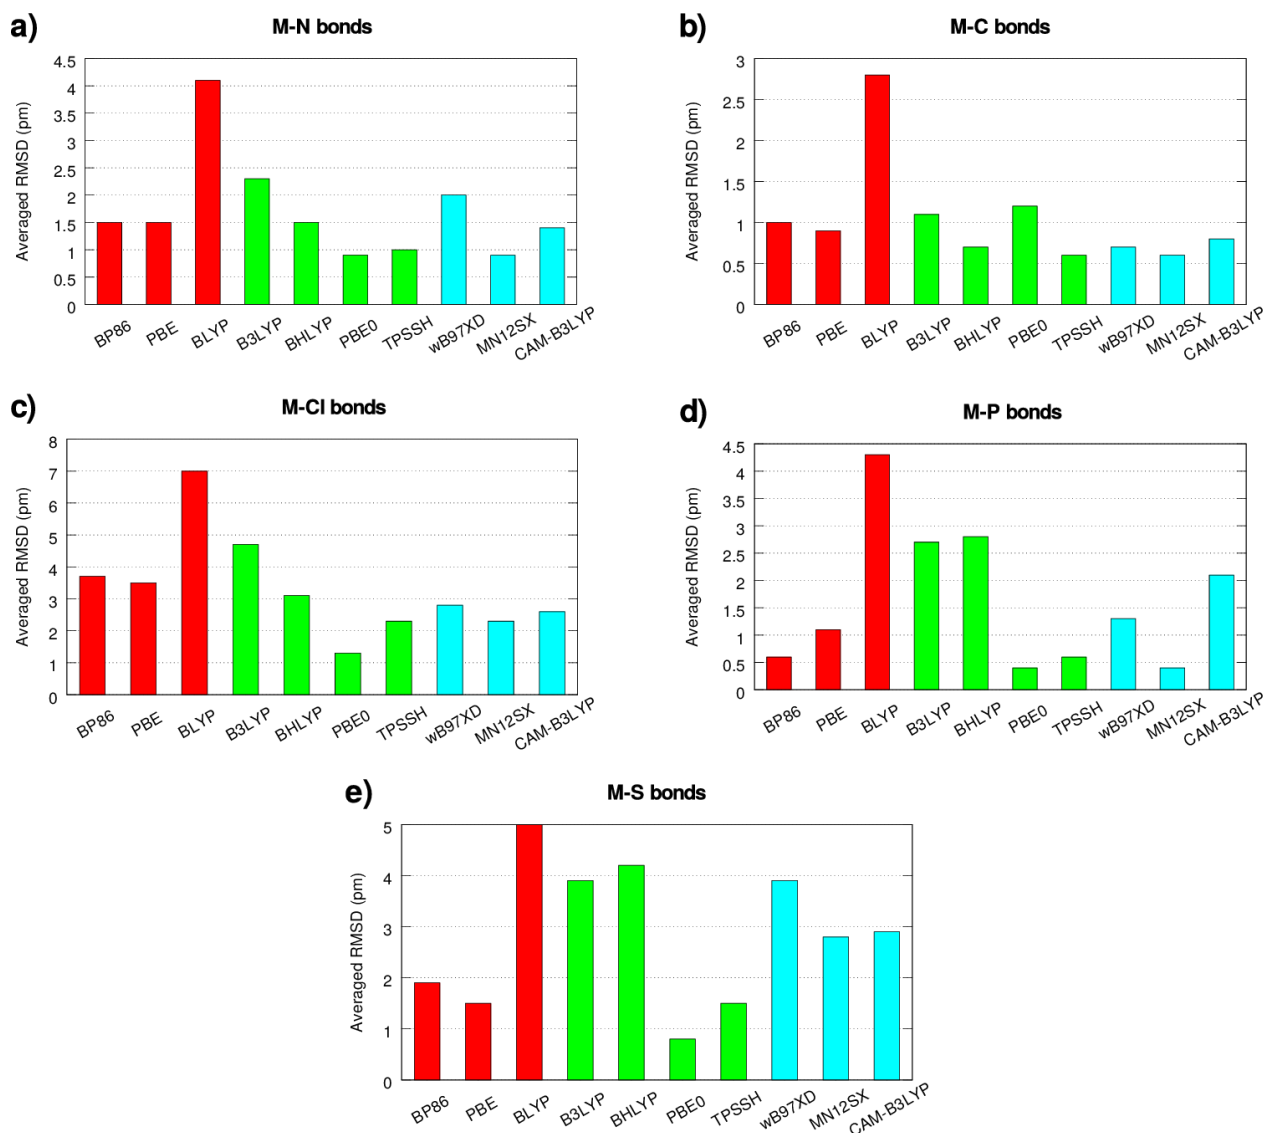 a)
M-N bonds
Averaged RMSD (pm)
4.5
4
3.5
3
2.5
2
1.5
1
0.5
0
BP86 PBE BLYP B3LYP BHLYP PBE0 TPSSH wB97XD MN12SX CAM-B3LYP
b)
M-C bonds
Averaged RMSD (pm)
3
2.5
2
1.5
1
0.5
0
BP86 PBE BLYP B3LYP BHLYP PBE0 TPSSH wB97XD MN12SX CAM-B3LYP
c)
M-Cl bonds
Averaged RMSD (pm)
8
7
6
5
4
3
2
1
0
BP86 PBE BLYP B3LYP BHLYP PBE0 TPSSH wB97XD MN12SX CAM-B3LYP
d)
M-P bonds
Averaged RMSD (pm)
4.5
4
3.5
3
2.5
2
1.5
1
0.5
0
BP86 PBE BLYP B3LYP BHLYP PBE0 TPSSH wB97XD MN12SX CAM-B3LYP
e)
M-S bonds
Averaged RMSD (pm)
5
4
3
2
1
0
BP86 PBE BLYP B3LYP BHLYP PBE0 TPSSH wB97XD MN12SX CAM-B3LYP